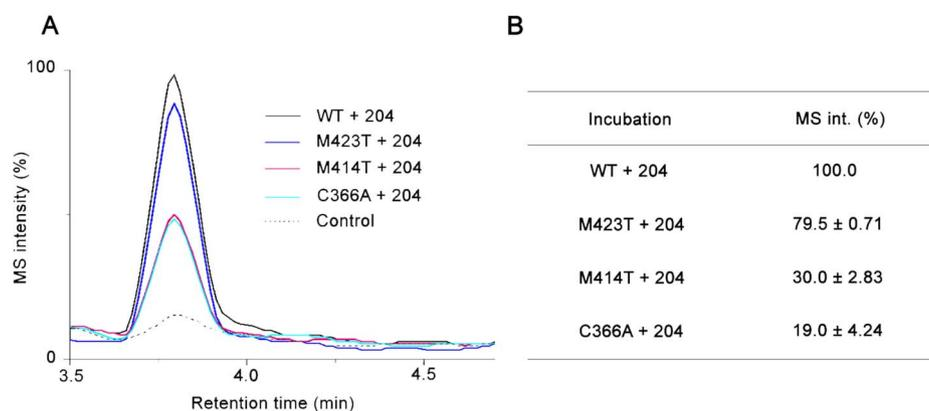 A
100
MS intensity (%)
0
3.5
4.0
4.5
Retention time (min)
WT + 204
M423T + 204
M414T + 204
C366A + 204
Control
B
Incubation MS int. (%)
WT + 204 100.0
M423T + 204 79.5 ± 0.71
M414T + 204 30.0 ± 2.83
C366A + 204 19.0 ± 4.24